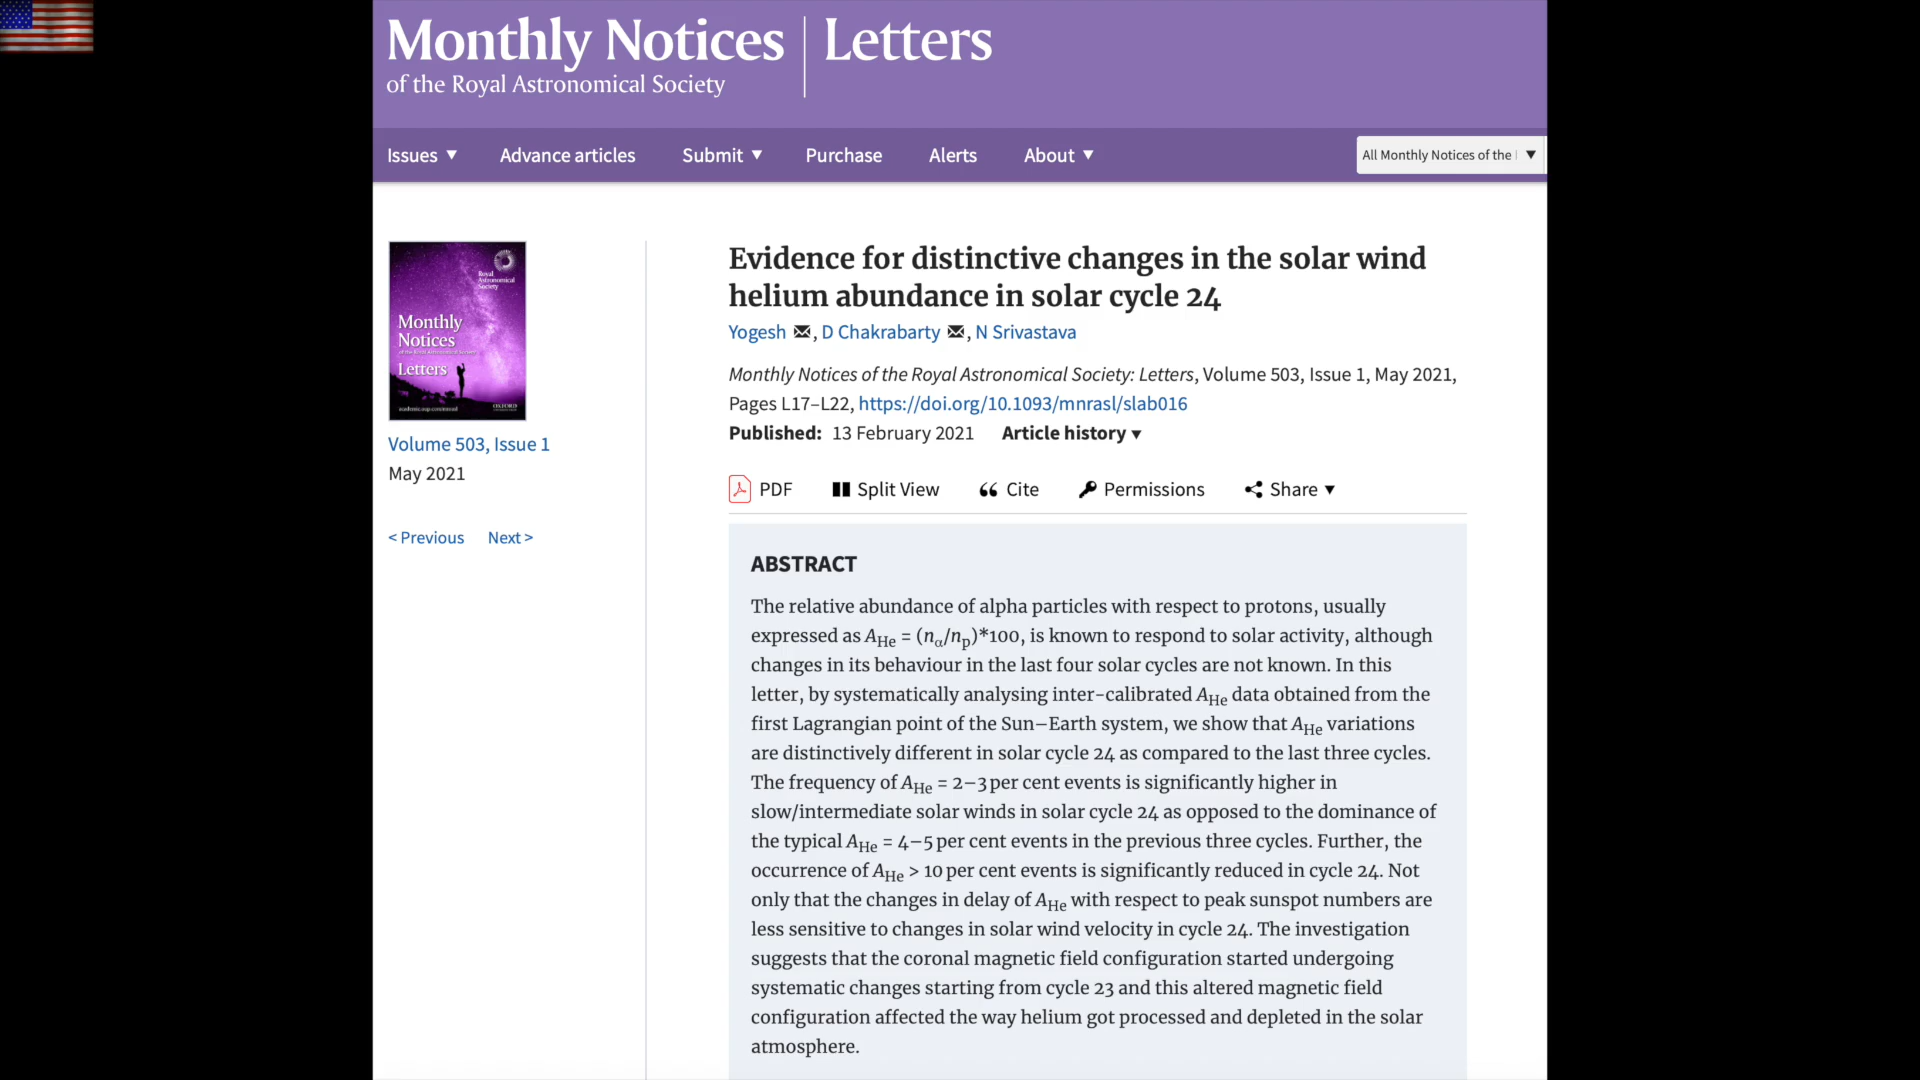 Monthly Notices | Letters
of the Royal Astronomical Society
Issues ▼ Advance articles Submit ▼ Purchase Alerts About ▼ All Monthly Notices of the ▼
Royal
Astronomical
Society
Monthly
Notices
of the Royal Astronomical Society
Letters
academic.oup.com/mnrasl OXFORD
Volume 503, Issue 1
May 2021
< Previous Next >
Evidence for distinctive changes in the solar wind
helium abundance in solar cycle 24
Yogesh ✉, D Chakrabarty ✉, N Srivastava
Monthly Notices of the Royal Astronomical Society: Letters, Volume 503, Issue 1, May 2021,
Pages L17–L22, https://doi.org/10.1093/mnrasl/slab016
Published: 13 February 2021 Article history ▾
PDF Split View Cite Permissions Share ▼
ABSTRACT
The relative abundance of alpha particles with respect to protons, usually
expressed as AHe = (nα/np)*100, is known to respond to solar activity, although
changes in its behaviour in the last four solar cycles are not known. In this
letter, by systematically analysing inter-calibrated AHe data obtained from the
first Lagrangian point of the Sun–Earth system, we show that AHe variations
are distinctively different in solar cycle 24 as compared to the last three cycles.
The frequency of AHe = 2–3 per cent events is significantly higher in
slow/intermediate solar winds in solar cycle 24 as opposed to the dominance of
the typical AHe = 4–5 per cent events in the previous three cycles. Further, the
occurrence of AHe > 10 per cent events is significantly reduced in cycle 24. Not
only that the changes in delay of AHe with respect to peak sunspot numbers are
less sensitive to changes in solar wind velocity in cycle 24. The investigation
suggests that the coronal magnetic field configuration started undergoing
systematic changes starting from cycle 23 and this altered magnetic field
configuration affected the way helium got processed and depleted in the solar
atmosphere.